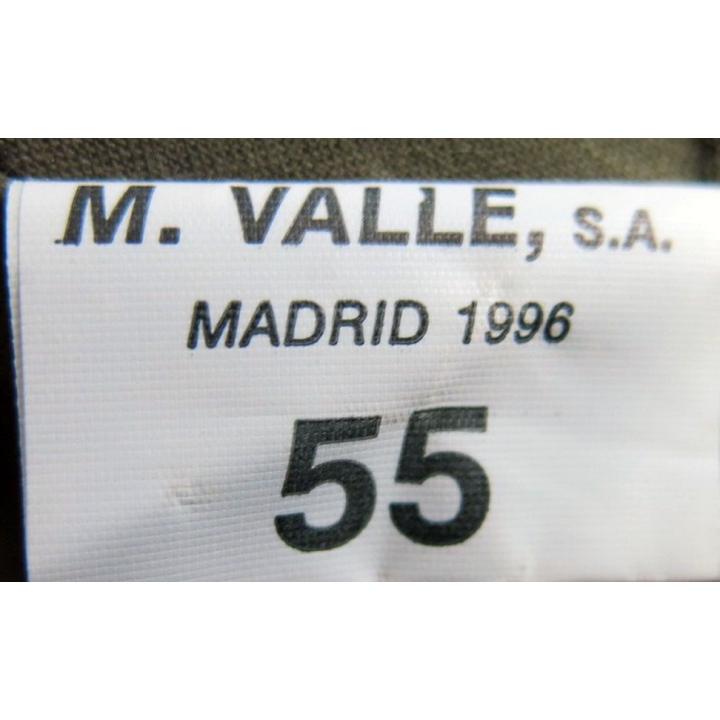 M. VALLE, S.A.
MADRID 1996
55